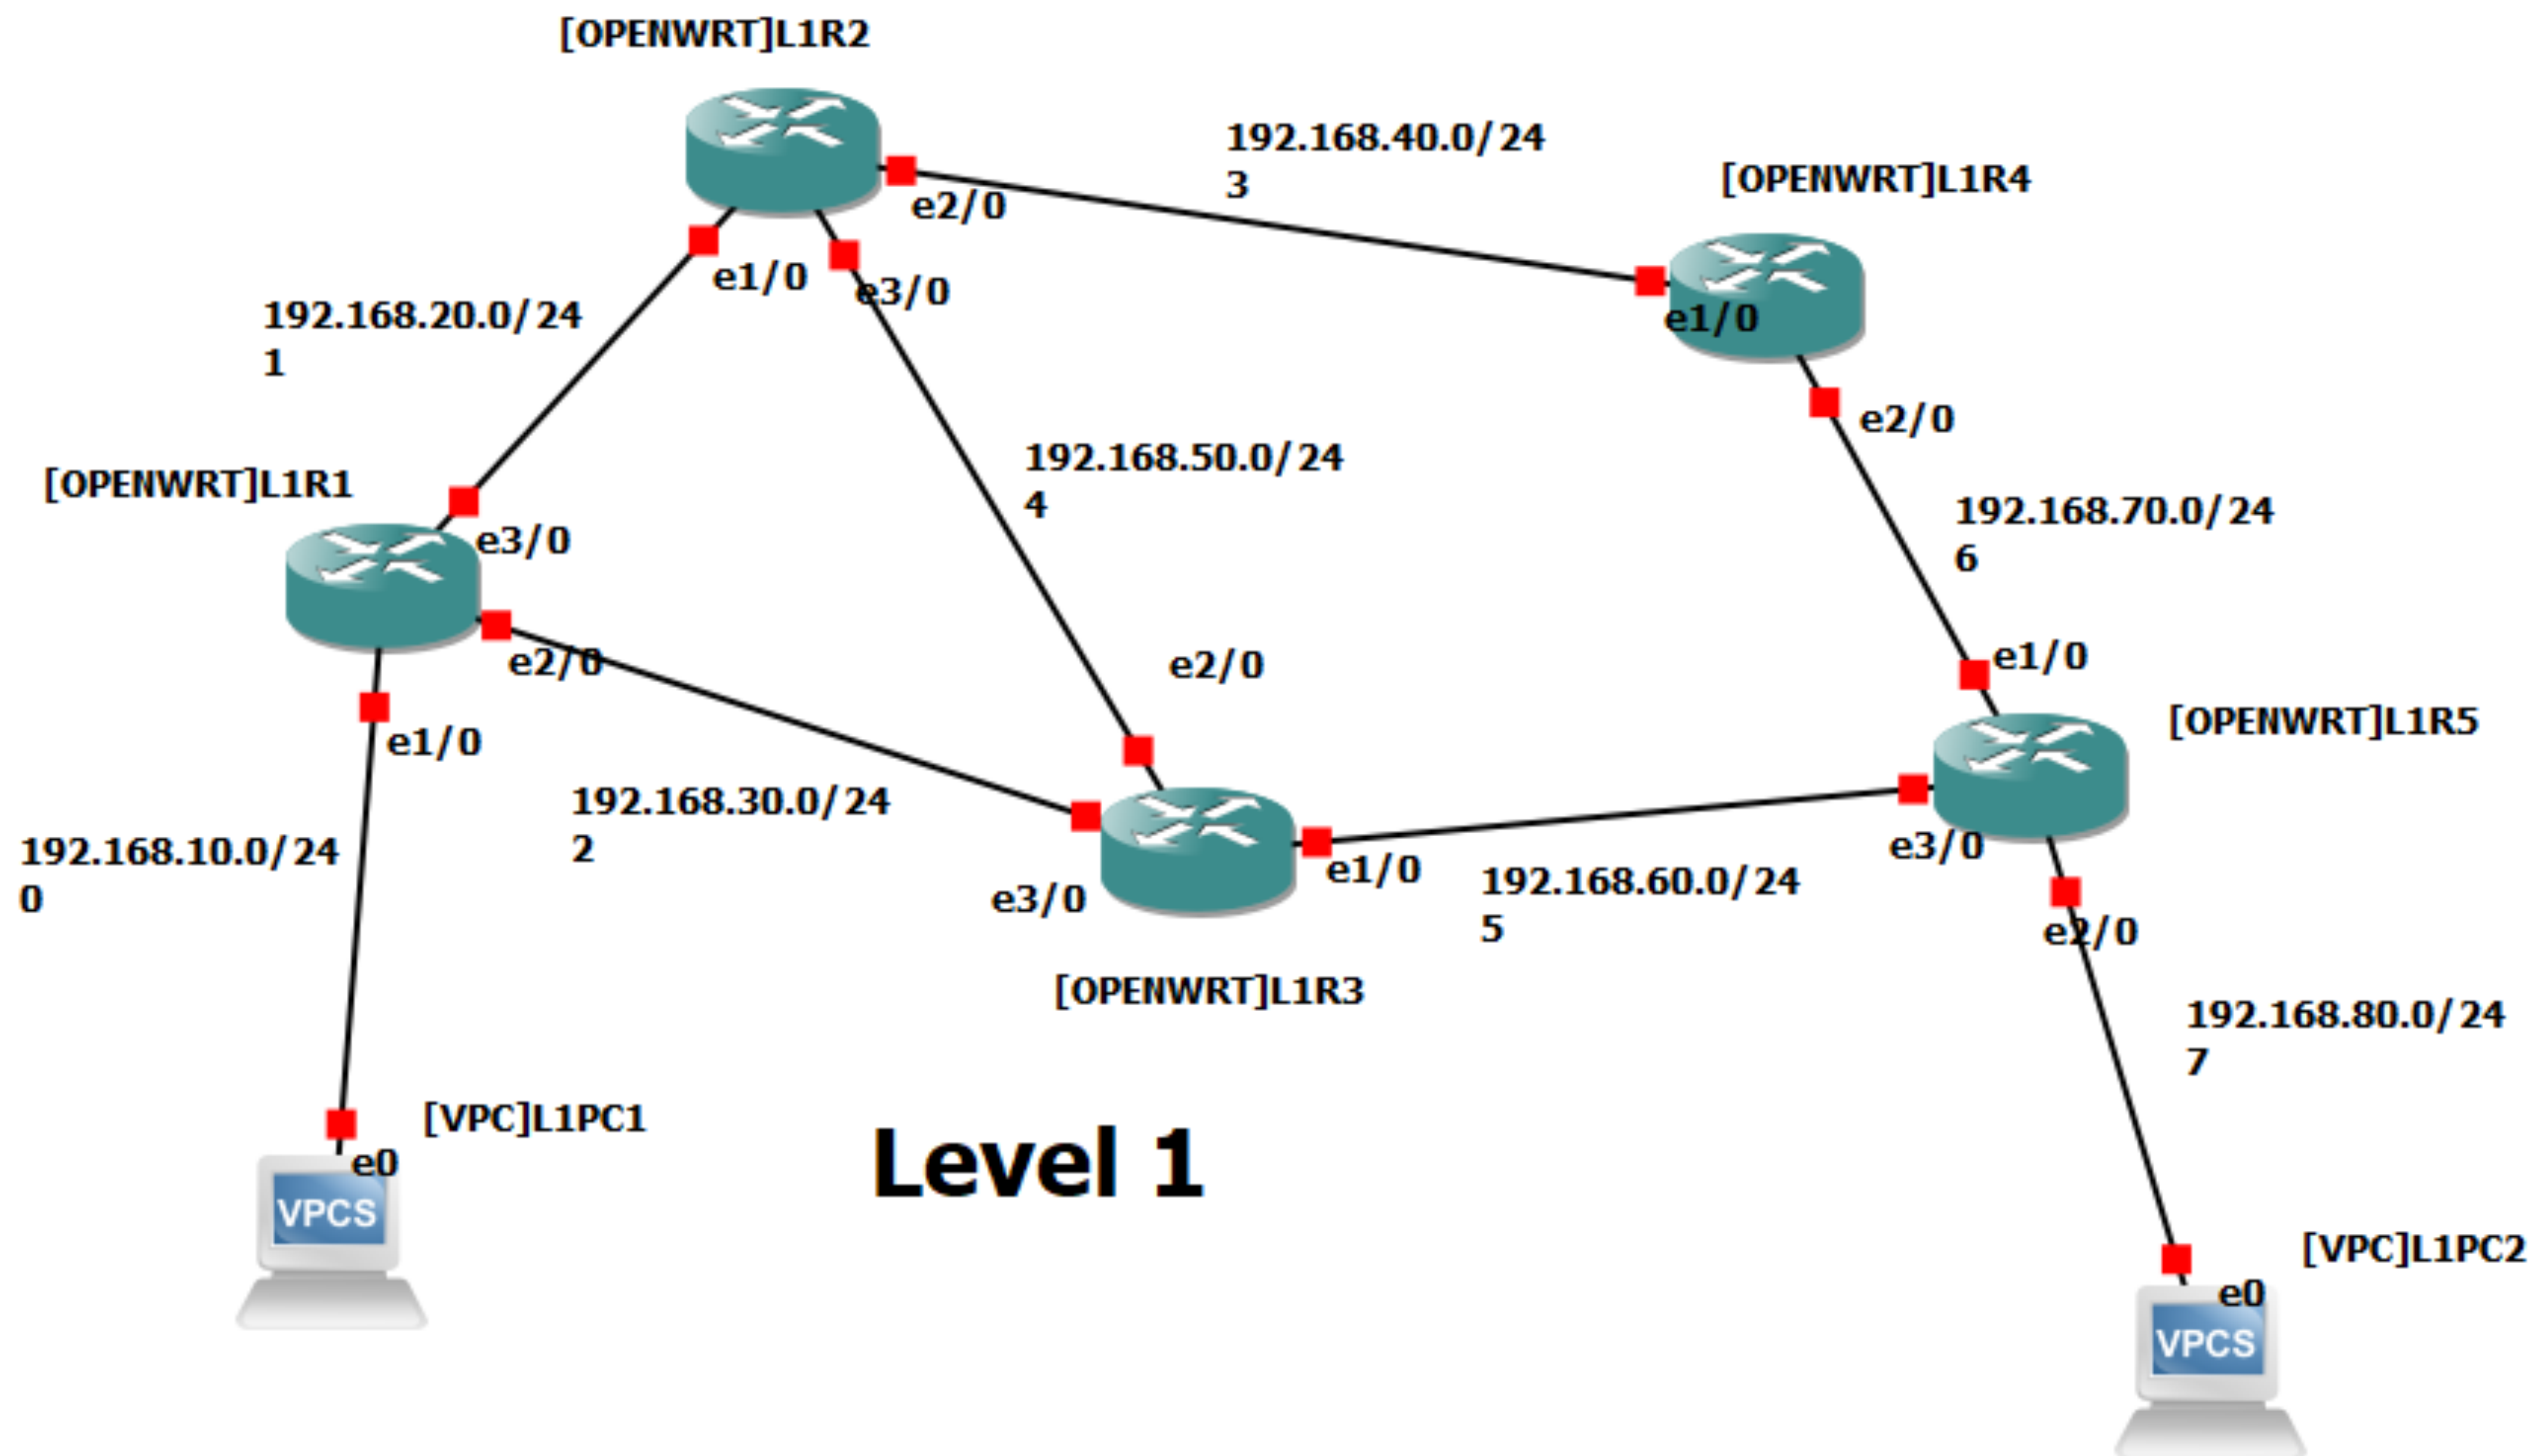 [OPENWRT]L1R2
192.168.40.0/24
3
[OPENWRT]L1R4
e2/0
e1/0
e3/0
e1/0
192.168.20.0/24
1
e2/0
192.168.50.0/24
4
[OPENWRT]L1R1
e3/0
192.168.70.0/24
6
e2/0
e2/0
e1/0
[OPENWRT]L1R5
e1/0
192.168.30.0/24
2
192.168.10.0/24
0
e3/0
e1/0
e3/0
192.168.60.0/24
5
e2/0
[OPENWRT]L1R3
192.168.80.0/24
7
[VPC]L1PC1
e0
VPCS
Level 1
[VPC]L1PC2
e0
VPCS